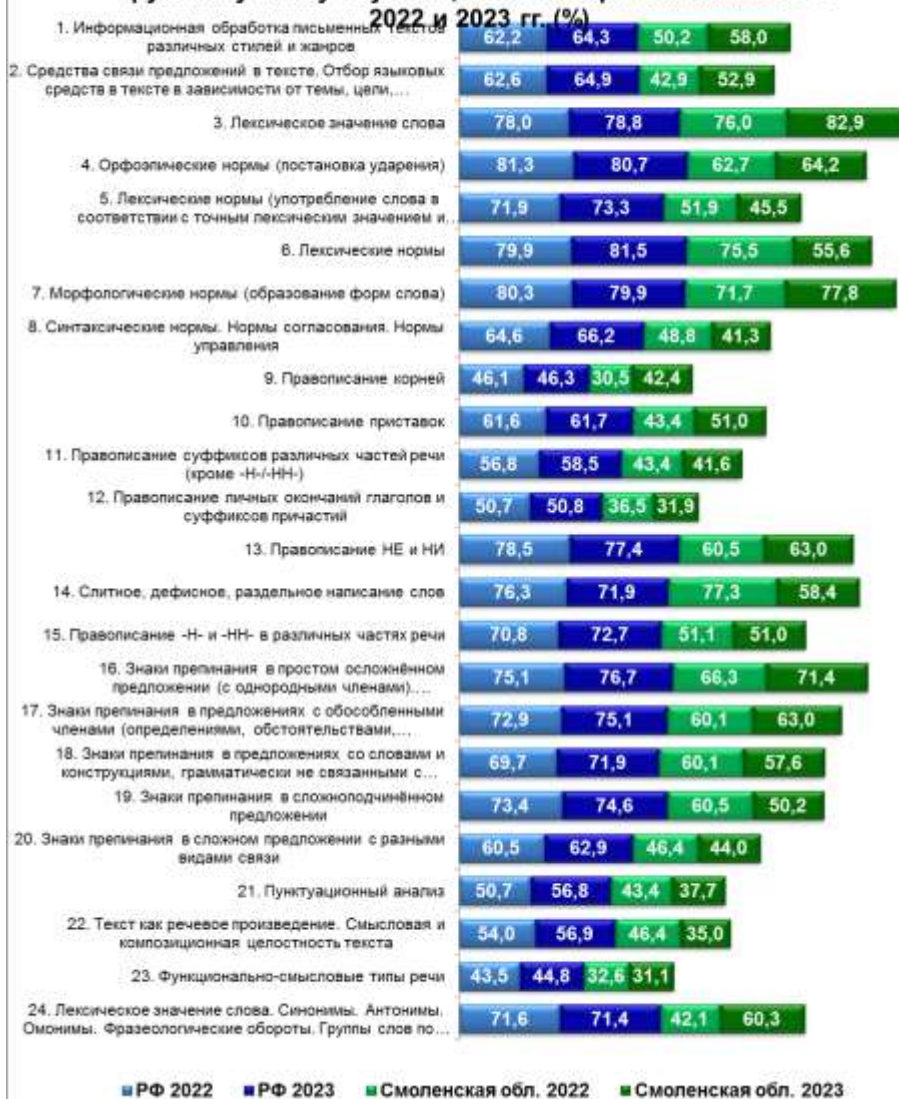 2022 и 2023 гг. (%)
1. Информационная обработка письменных текстов
различных стилей и жанров
62,2 64,3 50,2 58,0
2. Средства связи предложений в тексте. Отбор языковых
средств в тексте в зависимости от темы, цели,...
62,6 64,9 42,9 52,9
3. Лексическое значение слова
78,0 78,8 76,0 82,9
4. Орфоэпические нормы (постановка ударения)
81,3 80,7 62,7 64,2
5. Лексические нормы (употребление слова в
соответствии с точным лексическим значением и...
71,9 73,3 51,9 45,5
6. Лексические нормы
79,9 81,5 75,5 55,6
7. Морфологические нормы (образование форм слова)
80,3 79,9 71,7 77,8
8. Синтаксические нормы. Нормы согласования. Нормы
управления
64,6 66,2 48,8 41,3
9. Правописание корней
46,1 46,3 30,5 42,4
10. Правописание приставок
61,6 61,7 43,4 51,0
11. Правописание суффиксов различных частей речи
(кроме -Н-/-НН-)
56,8 58,5 43,4 41,6
12. Правописание личных окончаний глаголов и
суффиксов причастий
50,7 50,8 36,5 31,9
13. Правописание НЕ и НИ
78,5 77,4 60,5 63,0
14. Слитное, дефисное, раздельное написание слов
76,3 71,9 77,3 58,4
15. Правописание -Н- и -НН- в различных частях речи
70,8 72,7 51,1 51,0
16. Знаки препинания в простом осложнённом
предложении (с однородными членами)....
75,1 76,7 66,3 71,4
17. Знаки препинания в предложениях с обособленными
членами (определениями, обстоятельствами,...
72,9 75,1 60,1 63,0
18. Знаки препинания в предложениях со словами и
конструкциями, грамматически не связанными с...
69,7 71,9 60,1 57,6
19. Знаки препинания в сложноподчинённом
предложении
73,4 74,6 60,5 50,2
20. Знаки препинания в сложном предложении с разными
видами связи
60,5 62,9 46,4 44,0
21. Пунктуационный анализ
50,7 56,8 43,4 37,7
22. Текст как речевое произведение. Смысловая и
композиционная целостность текста
54,0 56,9 46,4 35,0
23. Функционально-смысловые типы речи
43,5 44,8 32,6 31,1
24. Лексическое значение слова. Синонимы. Антонимы.
Омонимы. Фразеологические обороты. Группы слов по...
71,6 71,4 42,1 60,3
РФ 2022 РФ 2023 Смоленская обл. 2022 Смоленская обл. 2023